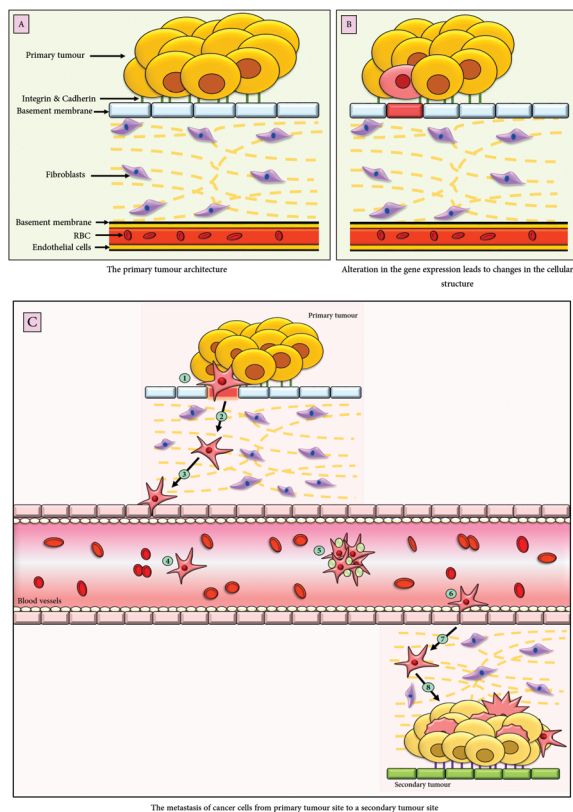 A
Primary tumour
Integrin & Cadherin
Basement membrane
Fibroblasts
Basement membrane
RBC
Endothelial cells
The primary tumour architecture
B
Alteration in the gene expression leads to changes in the cellular
structure
C
Primary tumour
1
2
3
4
5
6
Blood vessels
7
8
Secondary tumour
The metastasis of cancer cells from primary tumour site to a secondary tumour site